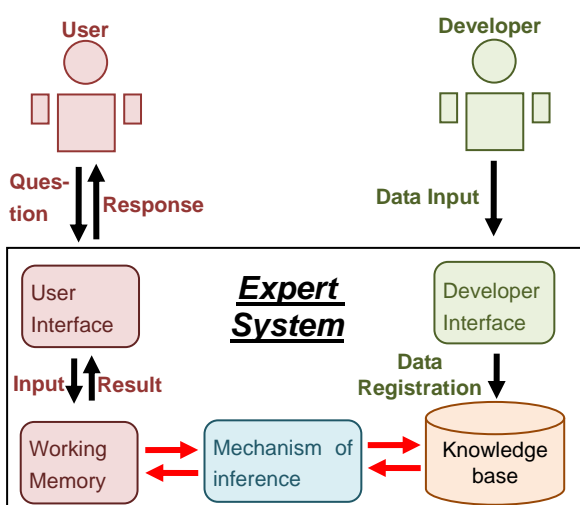 User
Developer
Ques-
tion
Response
Data Input
User
Interface
Expert
System
Developer
Interface
Input
Result
Data
Registration
Working
Memory
Mechanism of
inference
Knowledge
base